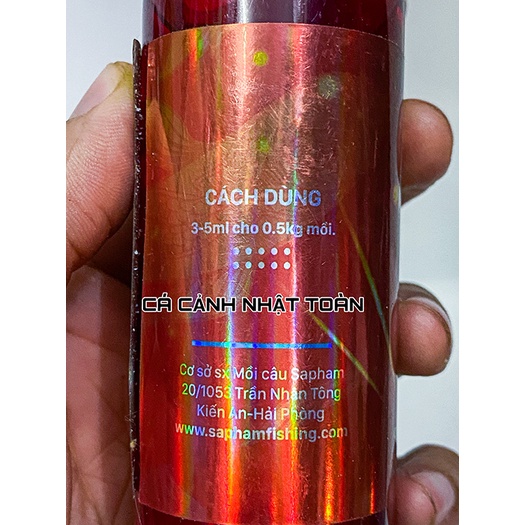 CÁCH DÙNG
3-5ml cho 0.5kg mồi.
CÁ CẢNH NHẬT TOÀN
Cơ sở sx Mồi câu Sapham
20/1053 Trần Nhân Tông
Kiến An-Hải Phòng
www.saphamfishing.com